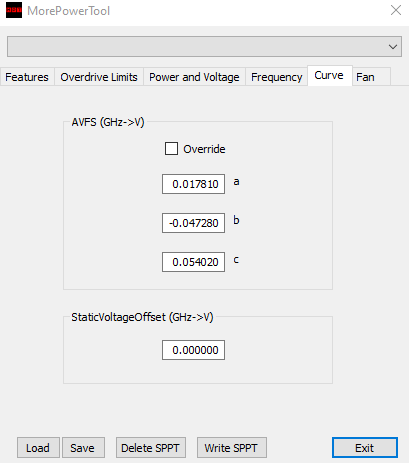 MorePowerTool
Features Overdrive Limits Power and Voltage Frequency Curve Fan
AVFS (GHz->V)
Override
0.017810 a
-0.047280 b
0.054020 c
StaticVoltageOffset (GHz->V)
0.000000
Load Save Delete SPPT Write SPPT Exit